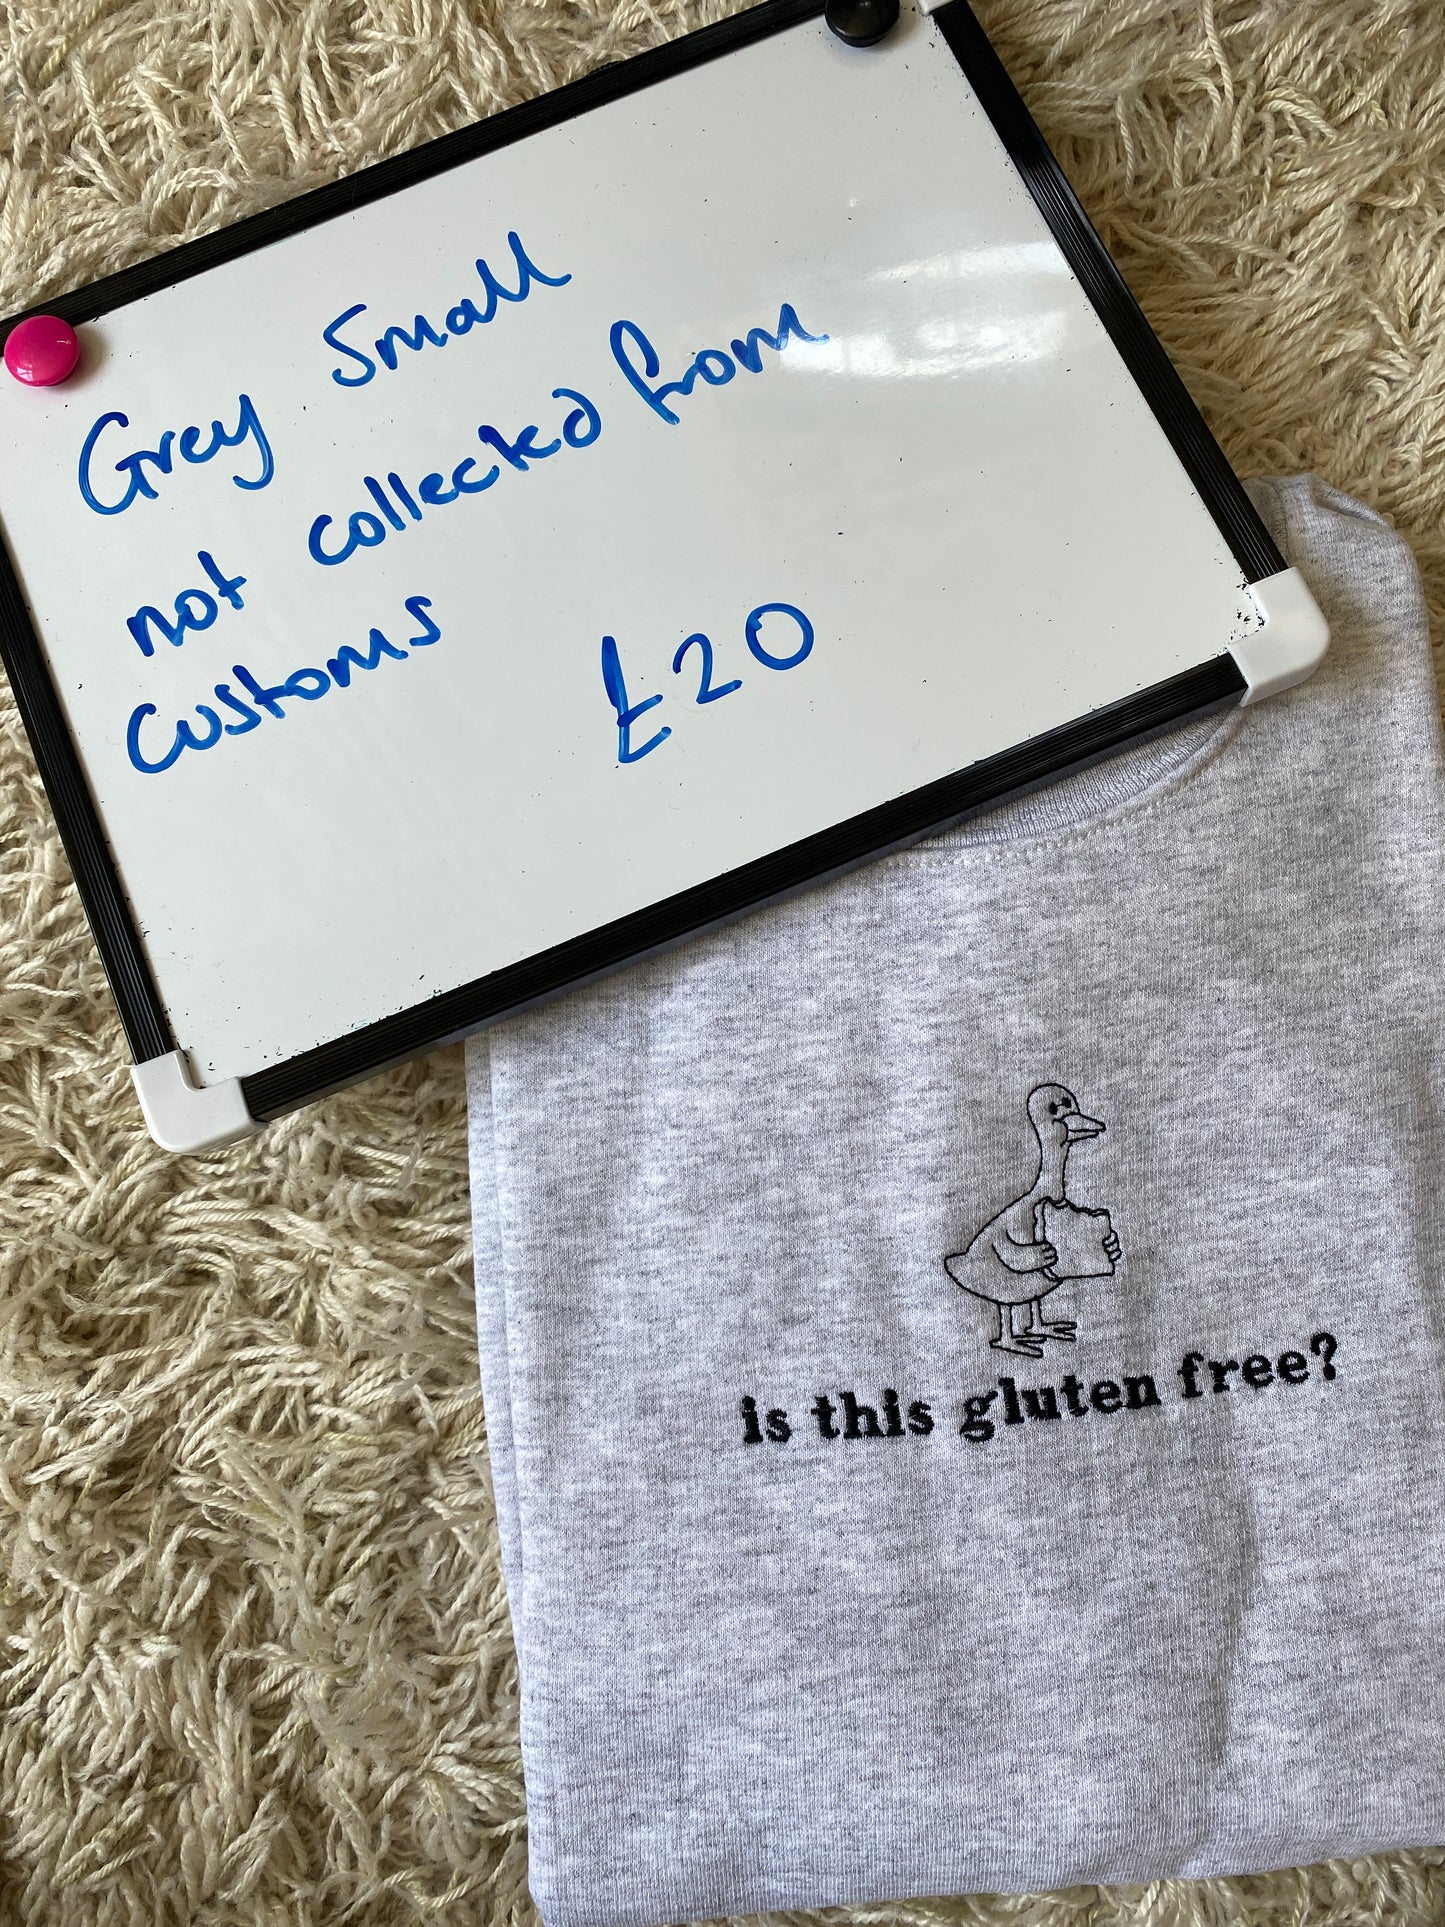 Grey Small
not collected from
customs £20
is this gluten free?